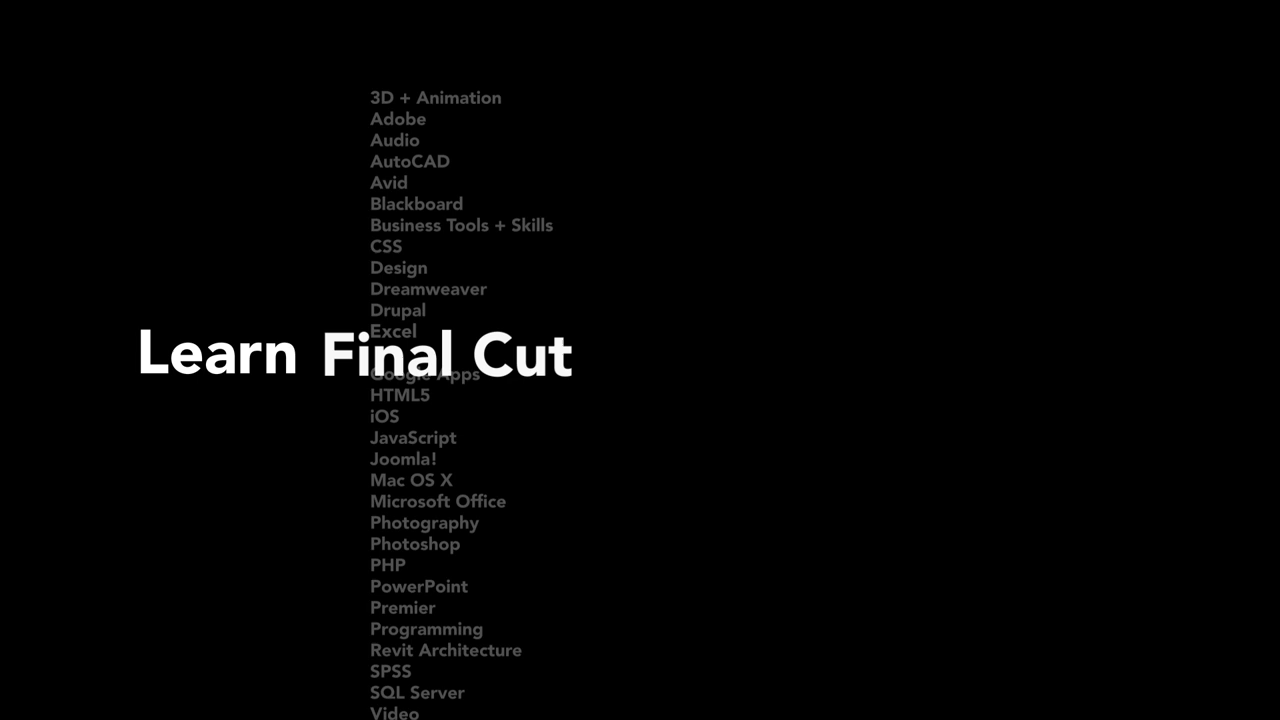 3D + Animation
Adobe
Audio
AutoCAD
Avid
Blackboard
Business Tools + Skills
CSS
Design
Dreamweaver
Drupal
Excel
Learn Final Cut
Google Apps
HTML5
iOS
JavaScript
Joomla!
Mac OS X
Microsoft Office
Photography
Photoshop
PHP
PowerPoint
Premier
Programming
Revit Architecture
SPSS
SQL Server
Video